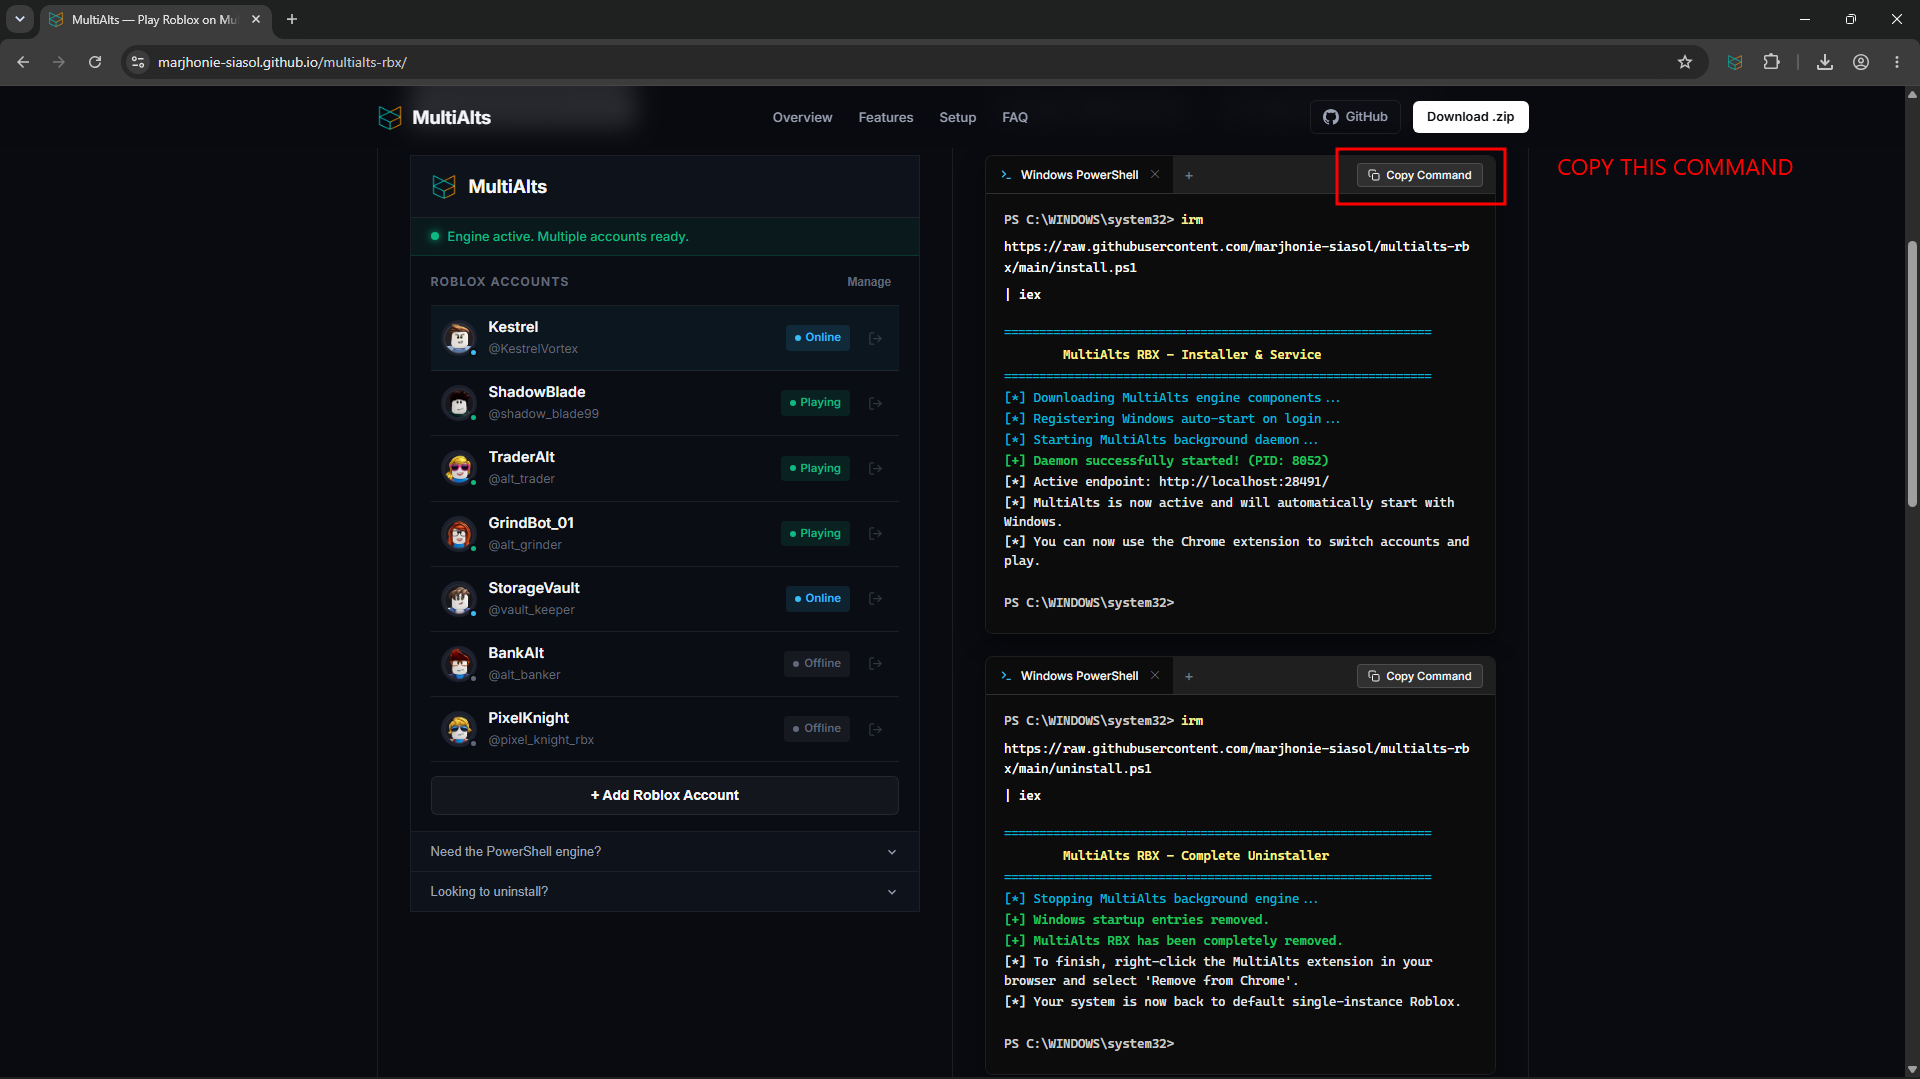 MultiAlts — Play Roblox on Mu
marjhonie-siasol.github.io/multialts-rbx/
MultiAlts
Overview
Features
Setup
FAQ
GitHub
Download .zip
MultiAlts
Engine active. Multiple accounts ready.
ROBLOX ACCOUNTS
Manage
Kestrel
@KestrelVortex
Online
ShadowBlade
@shadow_blade99
Playing
TraderAlt
@alt_trader
Playing
GrindBot_01
@alt_grinder
Playing
StorageVault
@vault_keeper
Online
BankAlt
@alt_banker
Offline
PixelKnight
@pixel_knight_rbx
Offline
+ Add Roblox Account
Need the PowerShell engine?
Looking to uninstall?
Windows PowerShell
Copy Command
COPY THIS COMMAND
PS C:\WINDOWS\system32> irm
https://raw.githubusercontent.com/marjhonie-siasol/multialts-rb
x/main/install.ps1
| iex
==========================================================
MultiAlts RBX - Installer & Service
==========================================================
[*] Downloading MultiAlts engine components...
[*] Registering Windows auto-start on login...
[*] Starting MultiAlts background daemon...
[+] Daemon successfully started! (PID: 8052)
[*] Active endpoint: http://localhost:28491/
[*] MultiAlts is now active and will automatically start with
Windows.
[*] You can now use the Chrome extension to switch accounts and
play.
PS C:\WINDOWS\system32>
Windows PowerShell
Copy Command
PS C:\WINDOWS\system32> irm
https://raw.githubusercontent.com/marjhonie-siasol/multialts-rb
x/main/uninstall.ps1
| iex
==========================================================
MultiAlts RBX - Complete Uninstaller
==========================================================
[*] Stopping MultiAlts background engine...
[+] Windows startup entries removed.
[+] MultiAlts RBX has been completely removed.
[*] To finish, right-click the MultiAlts extension in your
browser and select 'Remove from Chrome'.
[*] Your system is now back to default single-instance Roblox.
PS C:\WINDOWS\system32>